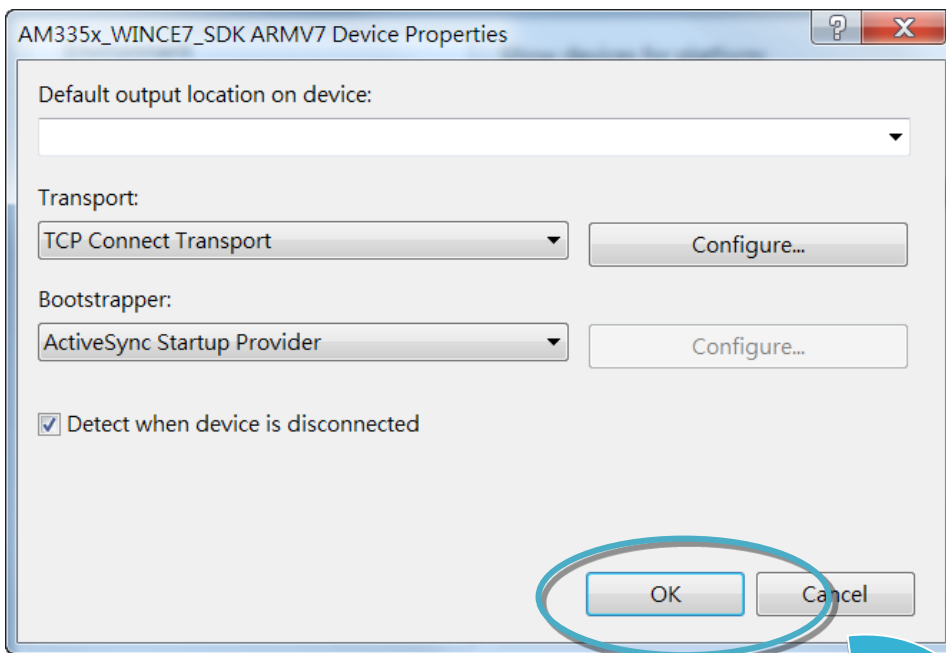 AM335x_WINCE7_SDK ARMV7 Device Properties
Default output location on device:
Transport:
TCP Connect Transport
Configure...
Bootstrapper:
ActiveSync Startup Provider
Configure...
Detect when device is disconnected
OK
Cancel